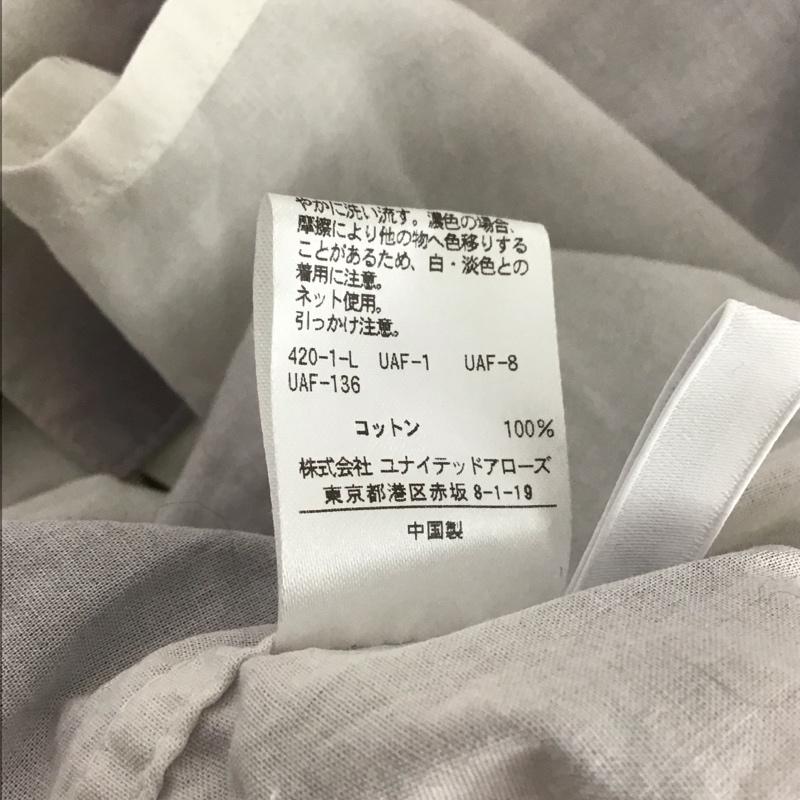 やかに洗い流す。濃色の場合、
摩擦により他の物へ色移りする
ことがあるため、白・淡色との
着用に注意。
ネット使用。
引っかけ注意。
420-1-L UAF-1 UAF-8
UAF-136
コットン 100%
株式会社 ユナイテッドアローズ
東京都港区赤坂 8-1-19
中国製